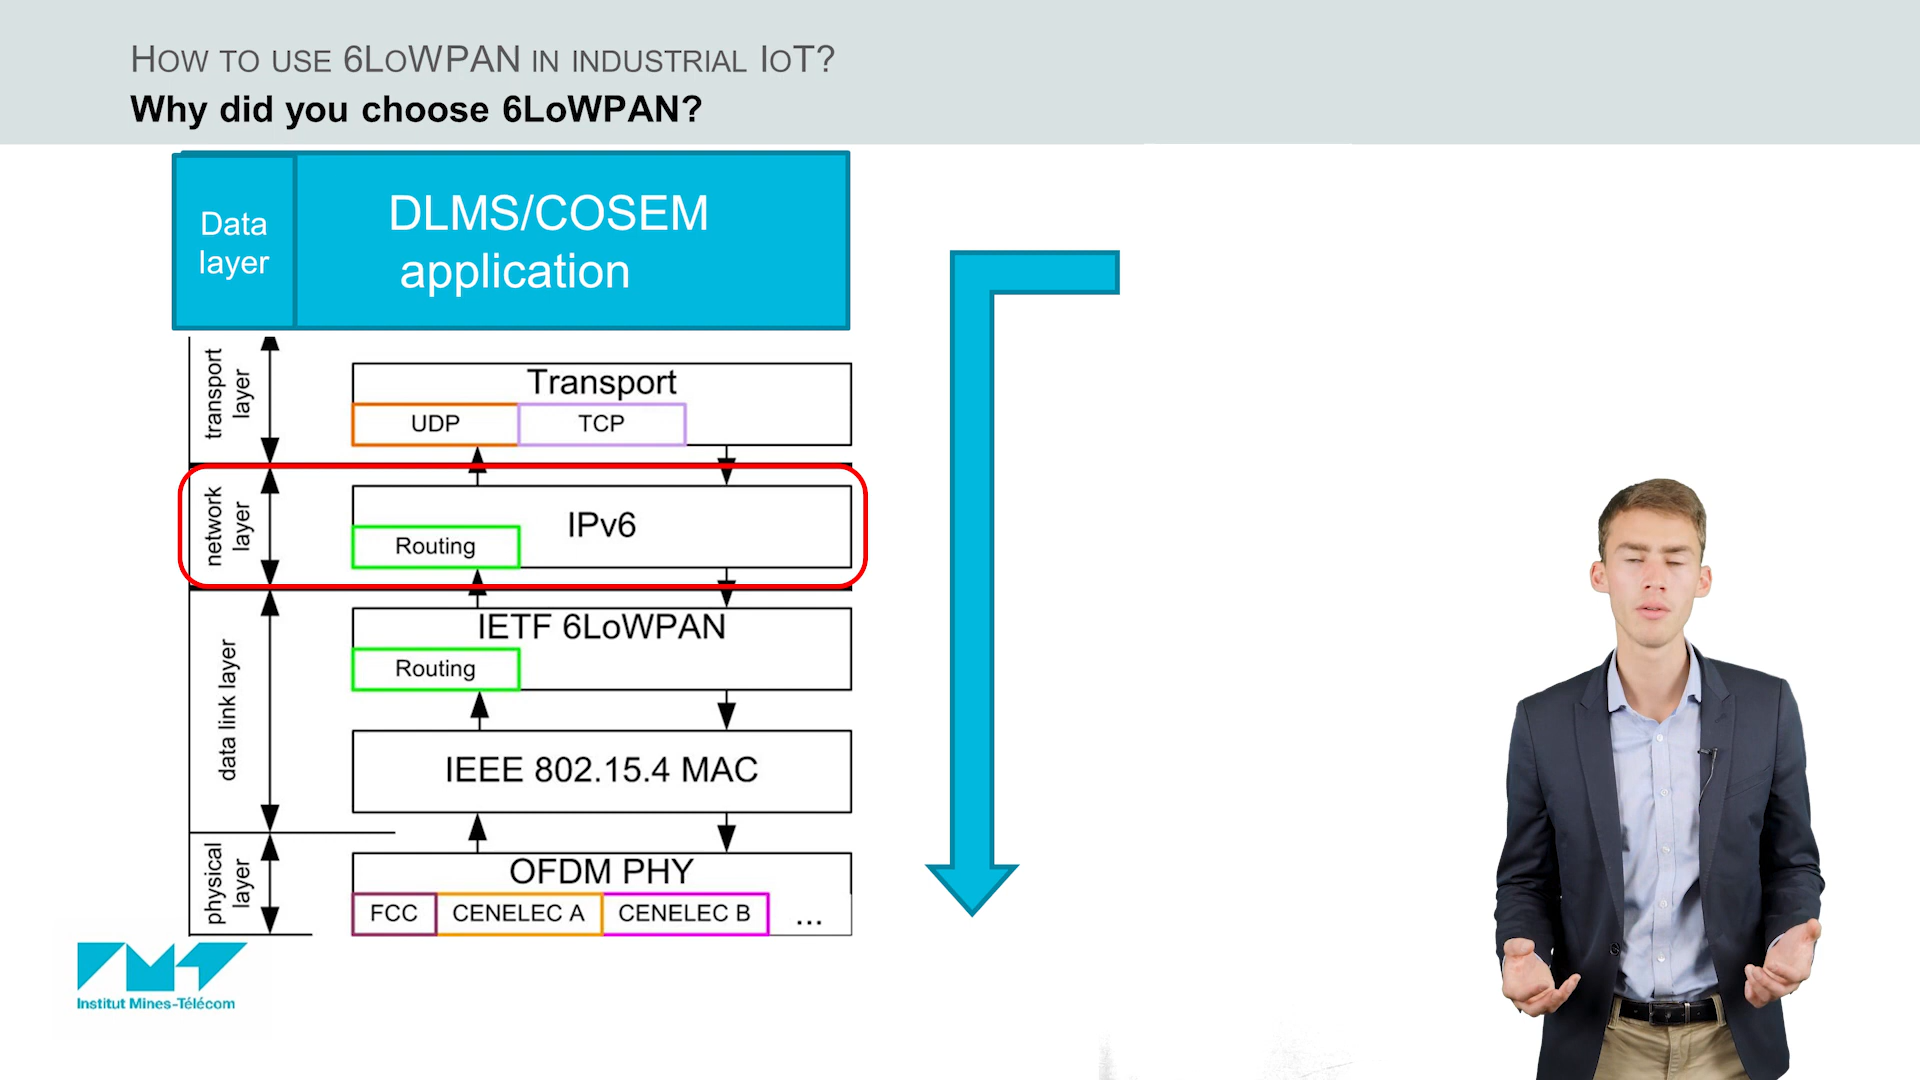 HOW TO USE 6LOWPAN IN INDUSTRIAL IOT?
Why did you choose 6LoWPAN?
Data
layer
DLMS/COSEM
application
transport
layer
Transport
UDP
TCP
network
layer
IPv6
Routing
data link layer
IETF 6LoWPAN
Routing
IEEE 802.15.4 MAC
physical
layer
OFDM PHY
FCC
CENELEC A
CENELEC B
...
Institut Mines-Télécom